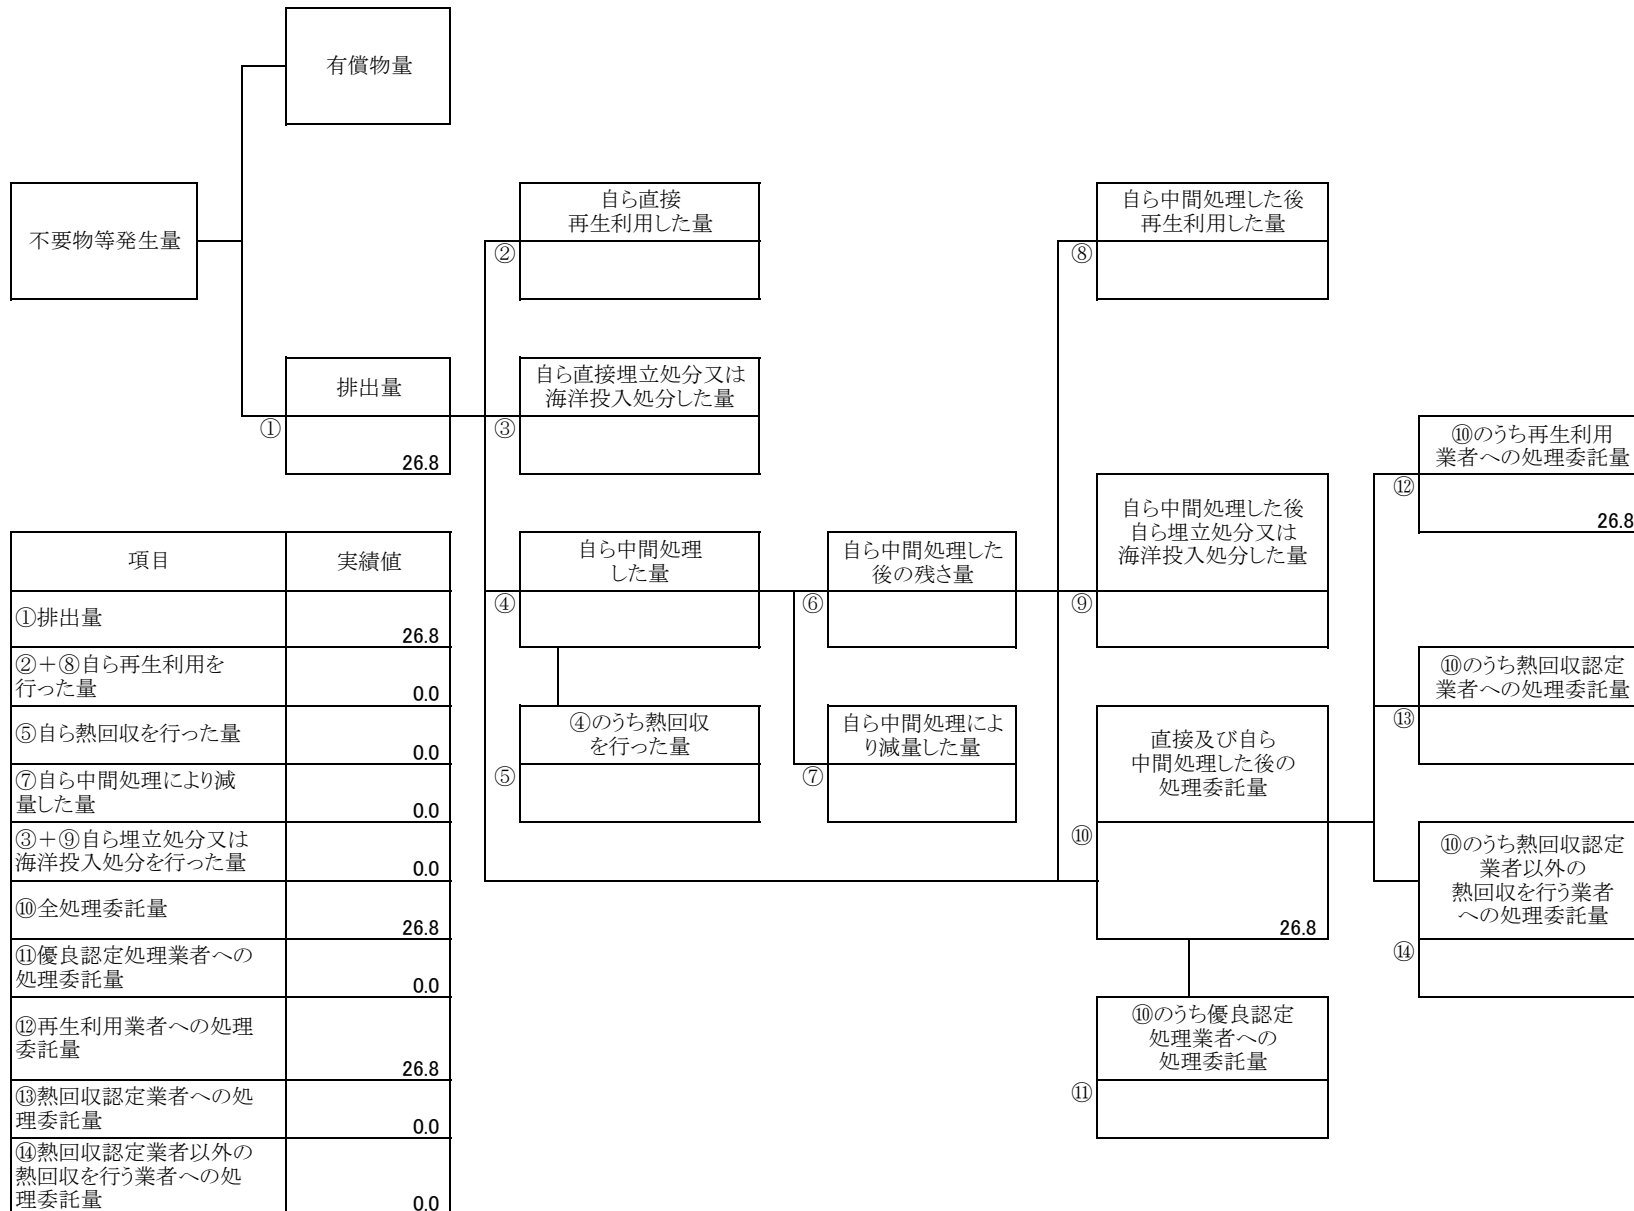 有償物量
不要物等発生量
自ら直接
再生利用した量
②
自ら中間処理した後
再生利用した量
⑧
排出量
①
26.8
自ら直接埋立処分又は
海洋投入処分した量
③
⑩のうち再生利用
業者への処理委託量
⑫
26.8
自ら中間処理
した量
④
自ら中間処理した
後の残さ量
⑥
自ら中間処理した後
自ら埋立処分又は
海洋投入処分した量
⑨
④のうち熱回収
を行った量
⑤
自ら中間処理によ
り減量した量
⑦
直接及び自ら
中間処理した後の
処理委託量
⑩
26.8
⑩のうち熱回収認定
業者への処理委託量
⑬
⑩のうち熱回収認定
業者以外の
熱回収を行う業者
への処理委託量
⑭
⑩のうち優良認定
処理業者への
処理委託量
⑪
項目 実績値
①排出量
26.8
②+⑧自ら再生利用を
行った量
0.0
⑤自ら熱回収を行った量
0.0
⑦自ら中間処理により減
量した量
0.0
③+⑨自ら埋立処分又は
海洋投入処分を行った量
0.0
⑩全処理委託量
26.8
⑪優良認定処理業者への
処理委託量
0.0
⑫再生利用業者への処理
委託量
26.8
⑬熱回収認定業者への処
理委託量
0.0
⑭熱回収認定業者以外の
熱回収を行う業者への処
理委託量
0.0